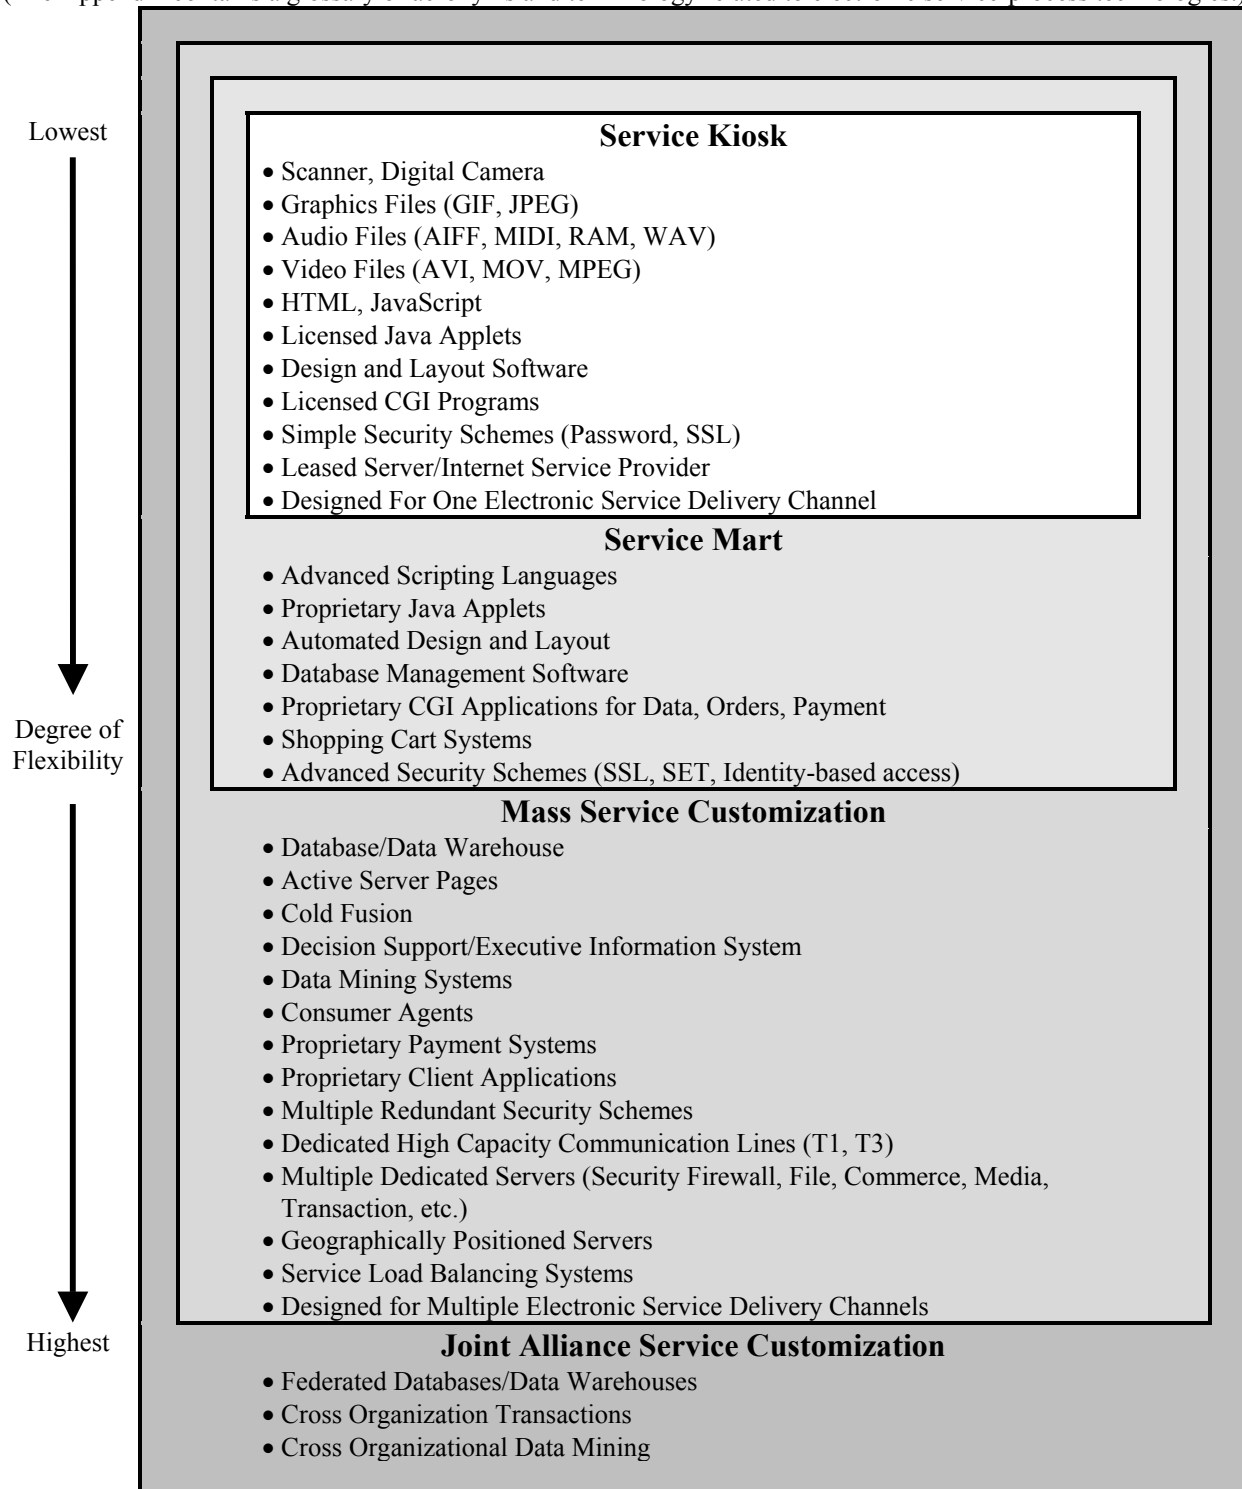 Lowest
Service Kiosk
• Scanner, Digital Camera
• Graphics Files (GIF, JPEG)
• Audio Files (AIFF, MIDI, RAM, WAV)
• Video Files (AVI, MOV, MPEG)
• HTML, JavaScript
• Licensed Java Applets
• Design and Layout Software
• Licensed CGI Programs
• Simple Security Schemes (Password, SSL)
• Leased Server/Internet Service Provider
• Designed For One Electronic Service Delivery Channel
Service Mart
• Advanced Scripting Languages
• Proprietary Java Applets
• Automated Design and Layout
• Database Management Software
• Proprietary CGI Applications for Data, Orders, Payment
• Shopping Cart Systems
• Advanced Security Schemes (SSL, SET, Identity-based access)
Degree of
Flexibility
Mass Service Customization
• Database/Data Warehouse
• Active Server Pages
• Cold Fusion
• Decision Support/Executive Information System
• Data Mining Systems
• Consumer Agents
• Proprietary Payment Systems
• Proprietary Client Applications
• Multiple Redundant Security Schemes
• Dedicated High Capacity Communication Lines (T1, T3)
• Multiple Dedicated Servers (Security Firewall, File, Commerce, Media,
Transaction, etc.)
• Geographically Positioned Servers
• Service Load Balancing Systems
• Designed for Multiple Electronic Service Delivery Channels
Highest
Joint Alliance Service Customization
• Federated Databases/Data Warehouses
• Cross Organization Transactions
• Cross Organizational Data Mining